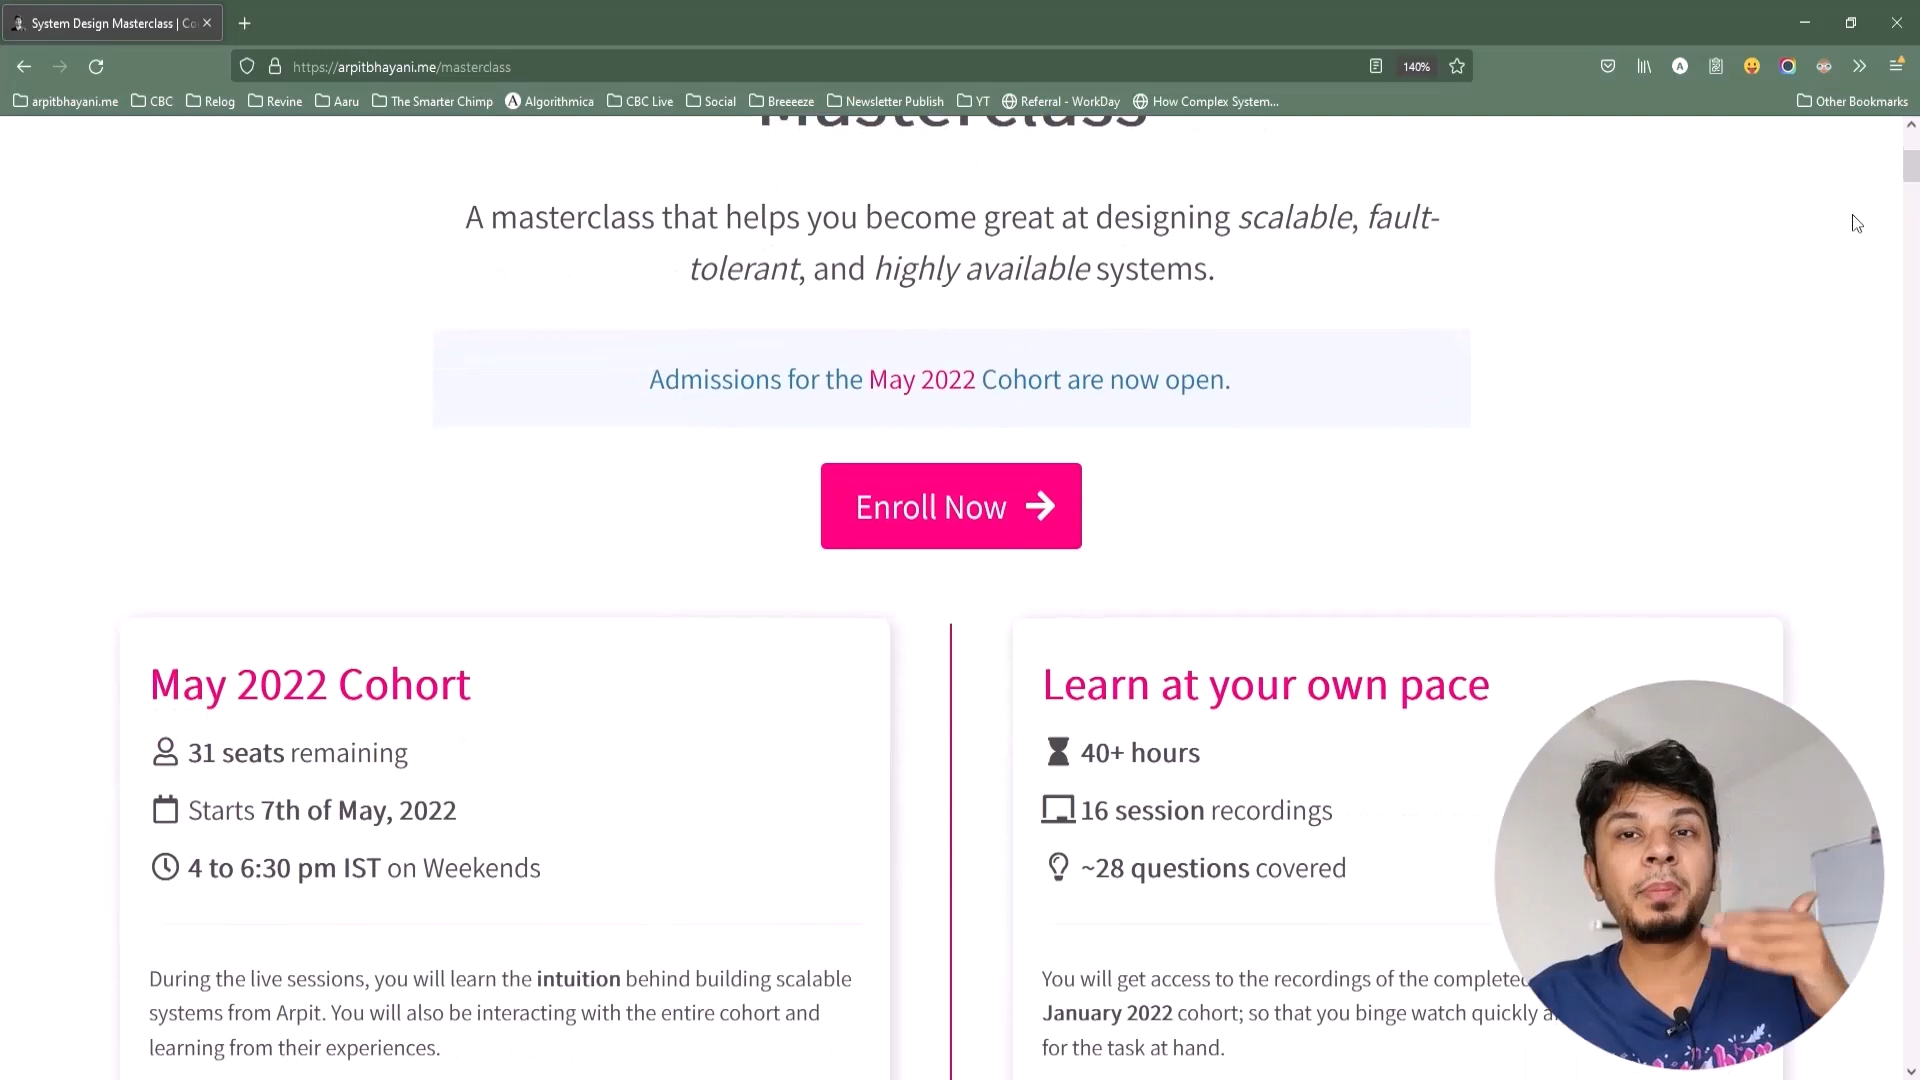 System Design Masterclass | Co
https://arpitbhayani.me/masterclass
140%
arpitbhayani.me
CBC
Relog
Revine
Aaru
The Smarter Chimp
Algorithmica
CBC Live
Social
Breeeeze
Newsletter Publish
YT
Referral - WorkDay
How Complex System...
Other Bookmarks
Masterclass
A masterclass that helps you become great at designing scalable, fault-
tolerant, and highly available systems.
Admissions for the May 2022 Cohort are now open.
Enroll Now
May 2022 Cohort
31 seats remaining
Starts 7th of May, 2022
4 to 6:30 pm IST on Weekends
During the live sessions, you will learn the intuition behind building scalable
systems from Arpit. You will also be interacting with the entire cohort and
learning from their experiences.
Learn at your own pace
40+ hours
16 session recordings
~28 questions covered
You will get access to the recordings of the completed
January 2022 cohort; so that you binge watch quickly
for the task at hand.